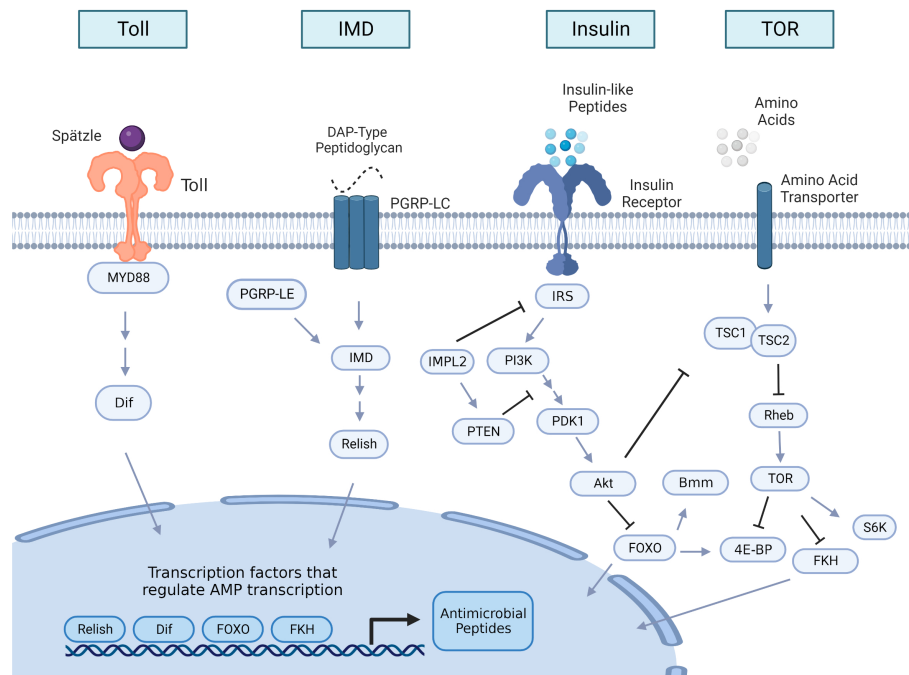 Toll
IMD
Insulin
TOR
Insulin-like
Peptides
Amino
Acids
Spätzle
DAP-Type
Peptidoglycan
Toll
PGRP-LC
Insulin
Receptor
Amino Acid
Transporter
MYD88
PGRP-LE
IRS
TSC1
TSC2
IMD
IMPL2
PI3K
Dif
Rheb
PDK1
PTEN
Relish
Akt
Bmm
TOR
S6K
FOXO
4E-BP
FKH
Transcription factors that
regulate AMP transcription
Antimicrobial
Peptides
Relish
Dif
FOXO
FKH